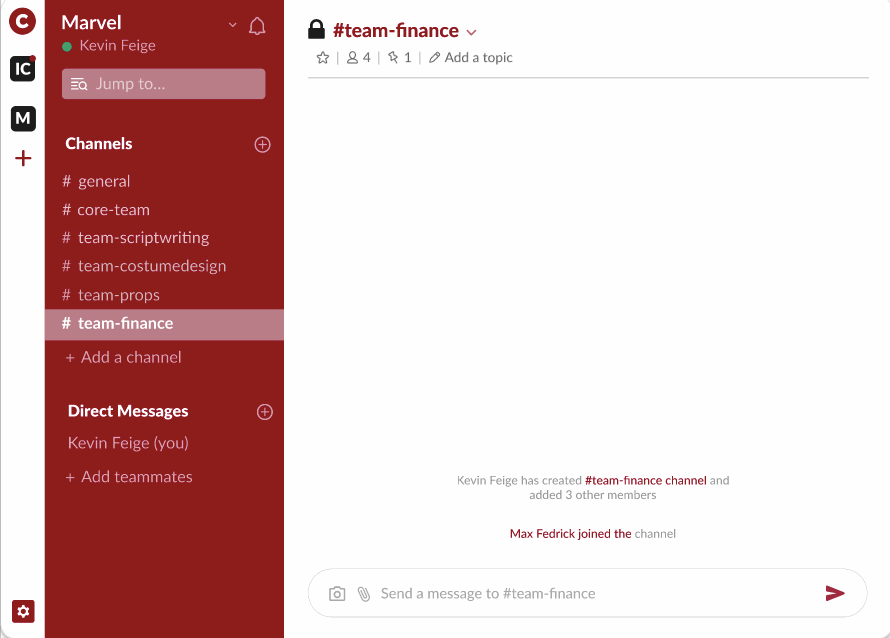 C
IC
M
Marvel
Kevin Feige
Jump to...
Channels
# general
# core-team
# team-scriptwriting
# team-costumedesign
# team-props
# team-finance
+ Add a channel
Direct Messages
Kevin Feige (you)
+ Add teammates
#team-finance
4 | 1 | Add a topic
Kevin Feige has created #team-finance channel and
added 3 other members
Max Fedrick joined the channel
Send a message to #team-finance